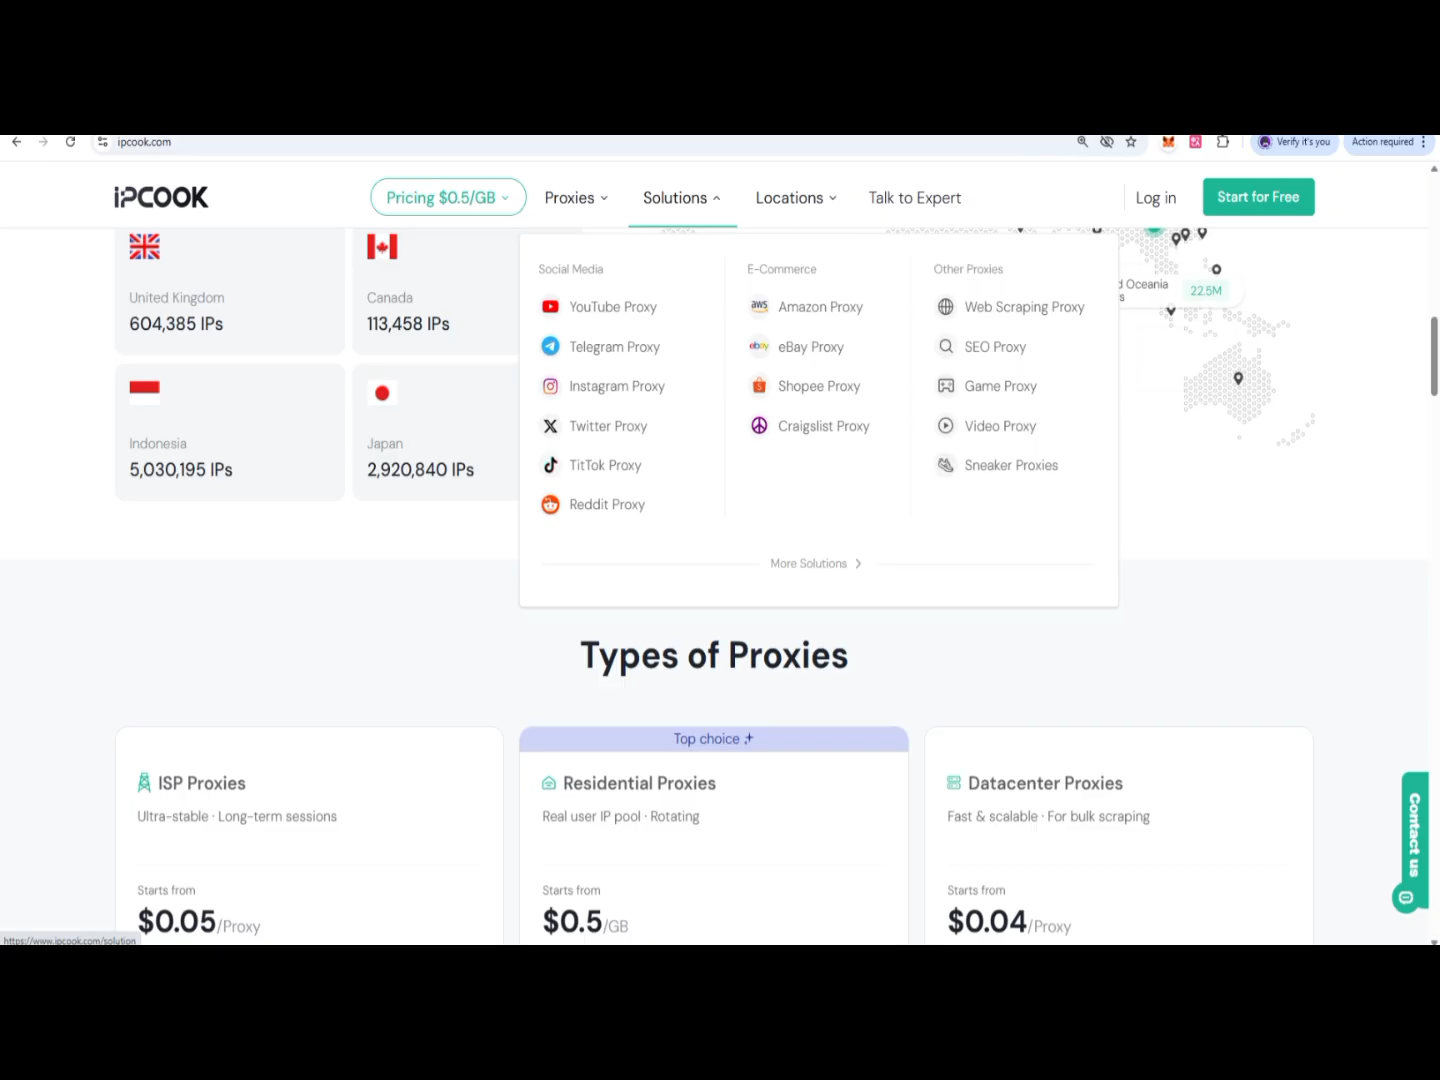 ipcook.com
Verify it's you
Action required
IPCOOK
Pricing $0.5/GB
Proxies
Solutions
Locations
Talk to Expert
Log in
Start for Free
United Kingdom
604,385 IPs
Canada
113,458 IPs
Indonesia
5,030,195 IPs
Japan
2,920,840 IPs
Social Media
YouTube Proxy
Telegram Proxy
Instagram Proxy
Twitter Proxy
TitTok Proxy
Reddit Proxy
E-Commerce
aws
Amazon Proxy
ebay
eBay Proxy
Shopee Proxy
Craigslist Proxy
Other Proxies
Web Scraping Proxy
SEO Proxy
Game Proxy
Video Proxy
Sneaker Proxies
More Solutions
d Oceania
s
22.5M
Types of Proxies
ISP Proxies
Ultra-stable · Long-term sessions
Starts from
$0.05/Proxy
Top choice
Residential Proxies
Real user IP pool · Rotating
Starts from
$0.5/GB
Datacenter Proxies
Fast & scalable · For bulk scraping
Starts from
$0.04/Proxy
Contact us
https://www.ipcook.com/solution